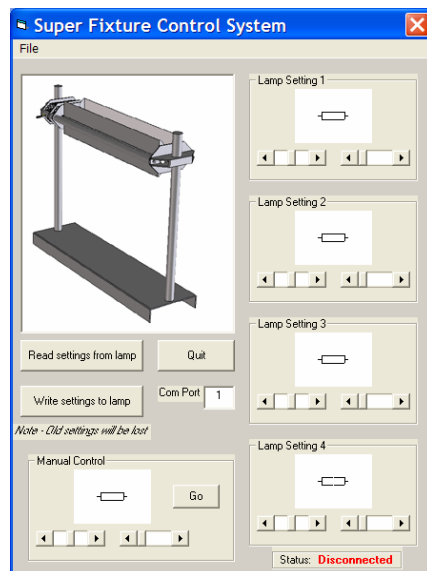 Super Fixture Control System
File
Lamp Setting 1
Lamp Setting 2
Lamp Setting 3
Read settings from lamp
Quit
Write settings to lamp
Com Port
1
Note - Old settings will be lost
Manual Control
Go
Lamp Setting 4
Status: Disconnected